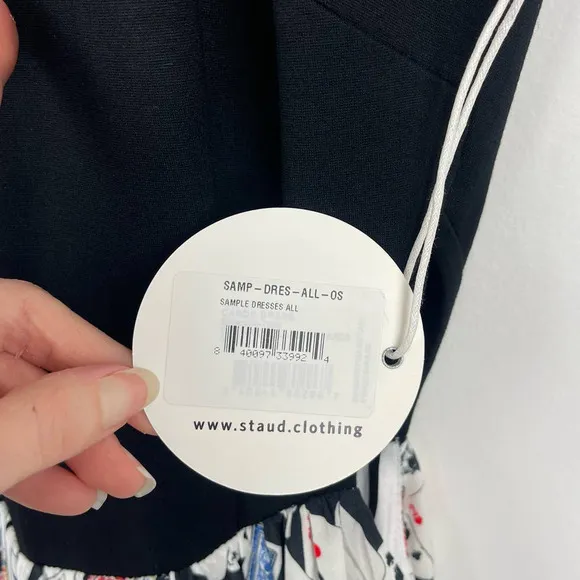 SAMP-DRES-ALL-OS
SAMPLE DRESSES ALL
8 40097 33992 4
www.staud.clothing